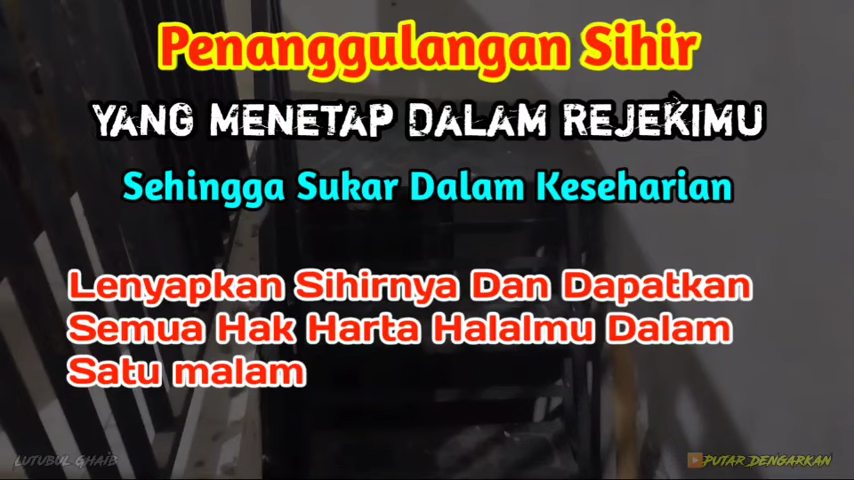 Penanggulangan Sihir
YANG MENETAP DALAM REJEKIMU
Sehingga Sukar Dalam Keseharian
Lenyapkan Sihirnya Dan Dapatkan
Semua Hak Harta Halalmu Dalam
Satu malam
LUTUBUL GHAIB
PUTAR DENGARKAN